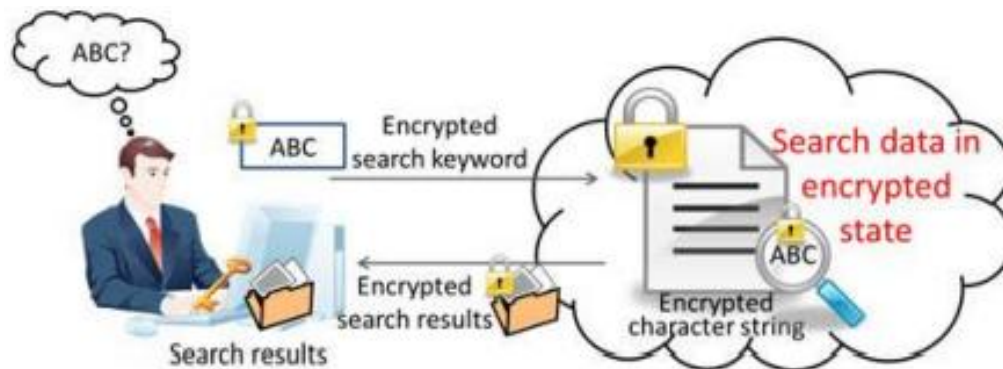 ABC?
ABC
Encrypted
search keyword
Encrypted
search results
Search results
Search data in
encrypted
state
ABC
Encrypted
character string